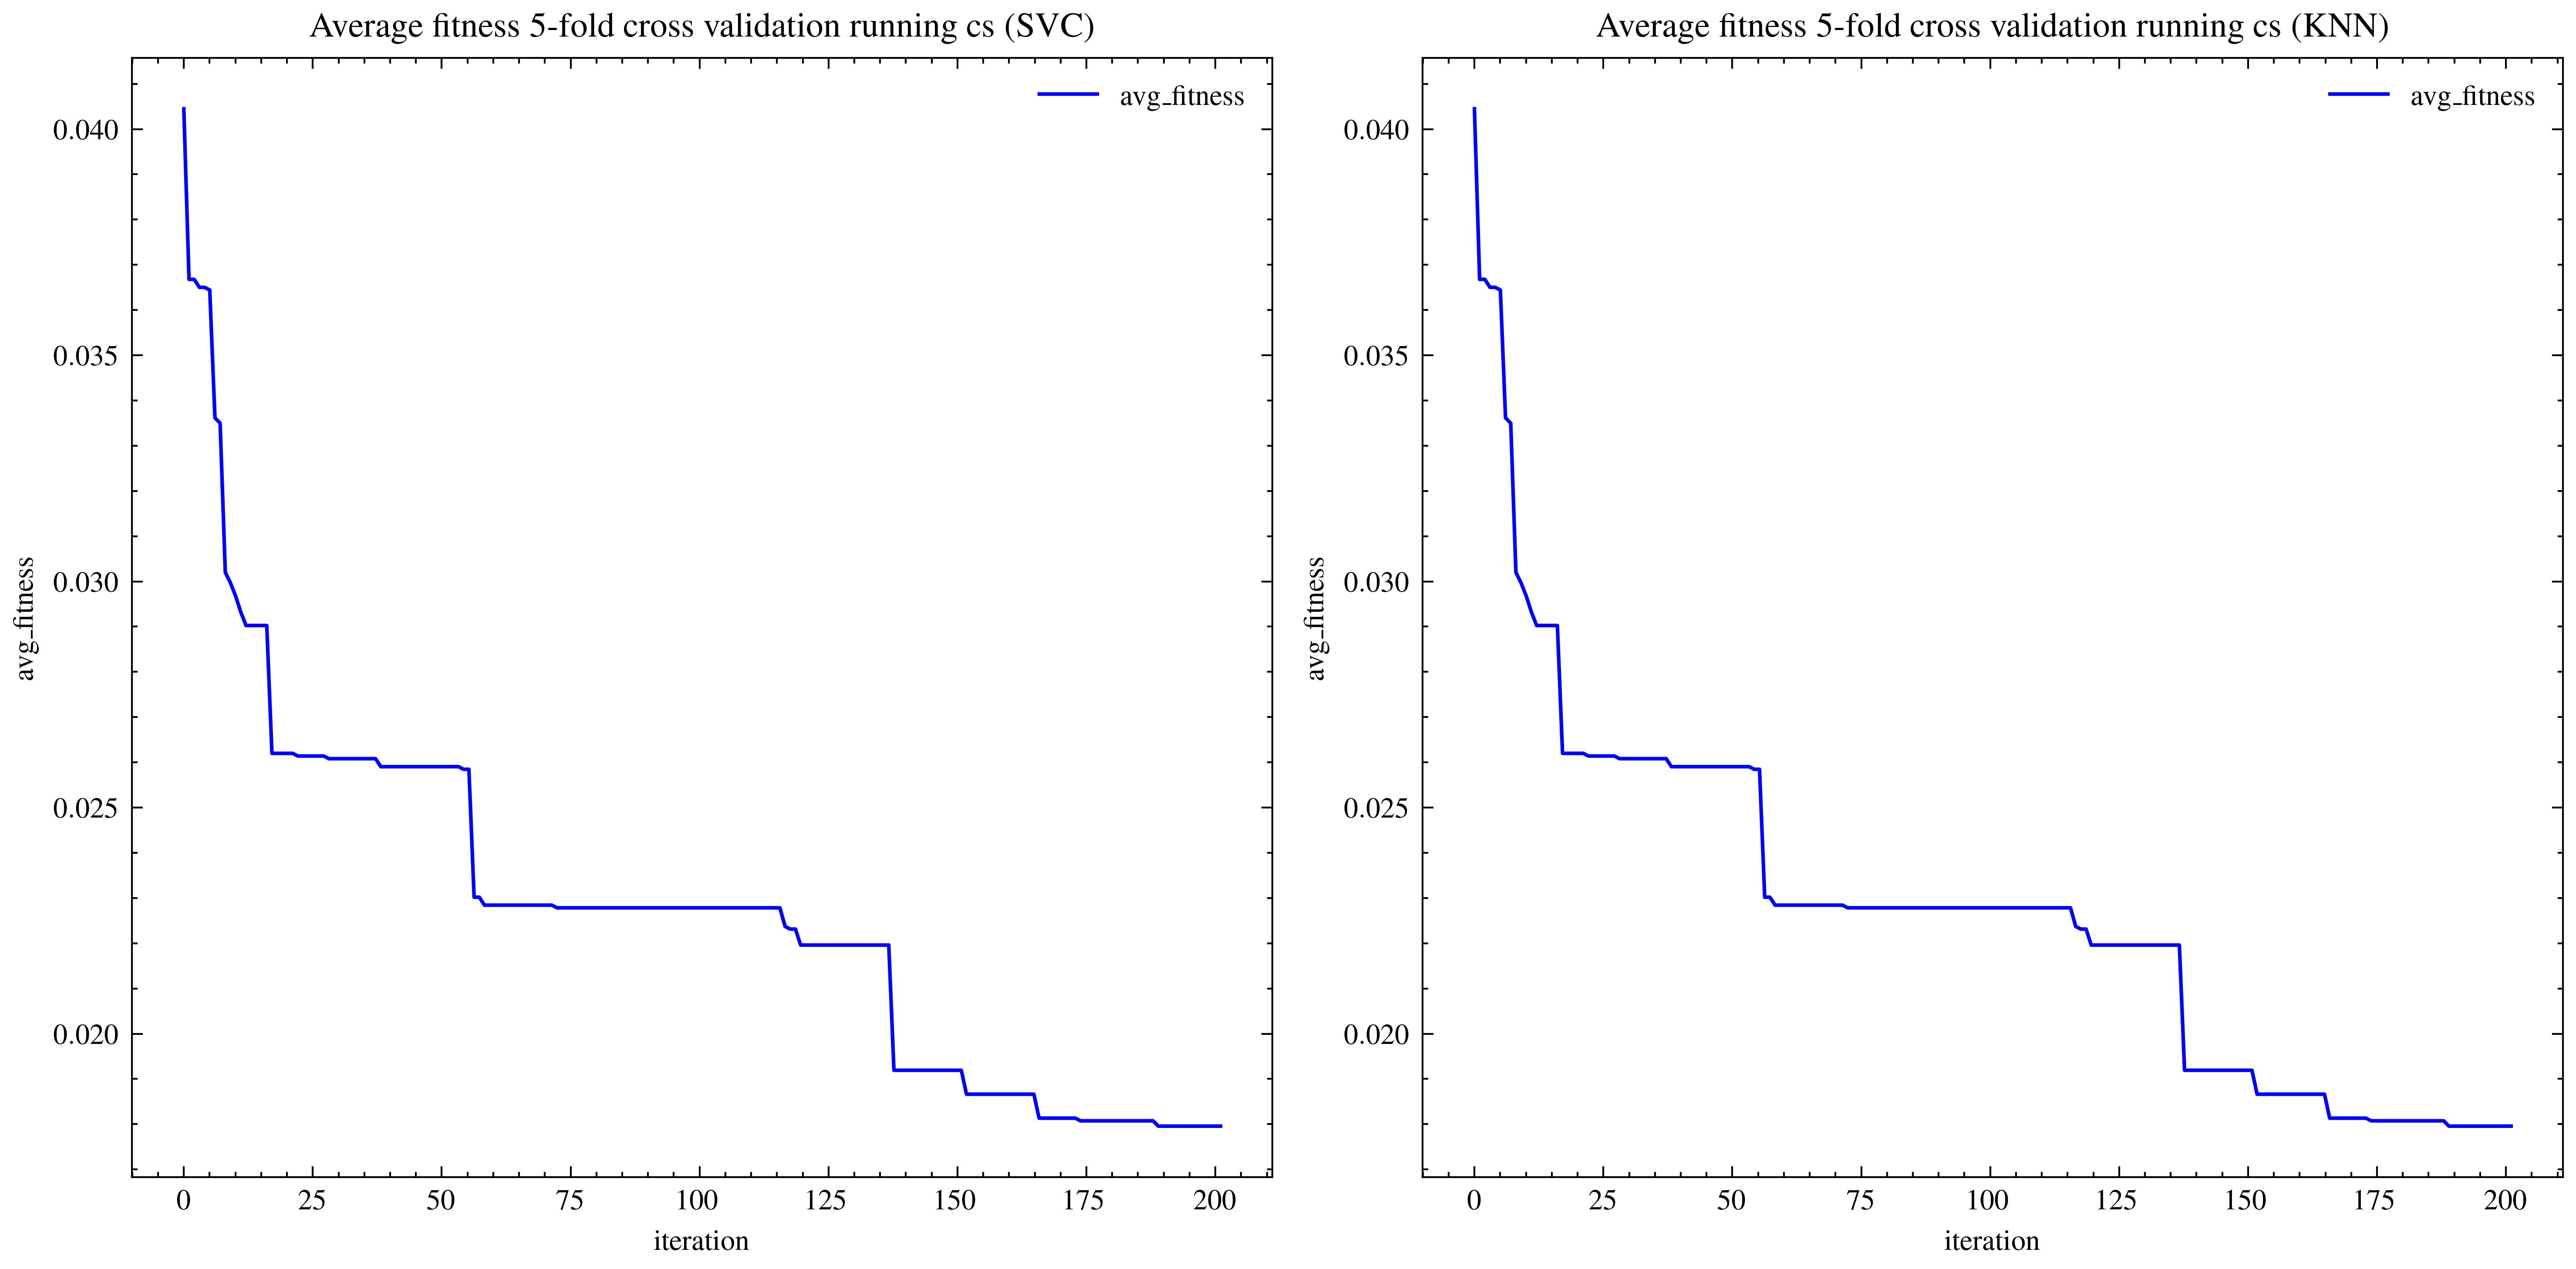 Average fitness 5-fold cross validation running cs (SVC)
avg_fitness
0.040
0.035
0.030
0.025
0.020
avg_fitness
0 25 50 75 100 125 150 175 200
iteration
Average fitness 5-fold cross validation running cs (KNN)
avg_fitness
0.040
0.035
0.030
0.025
0.020
avg_fitness
0 25 50 75 100 125 150 175 200
iteration